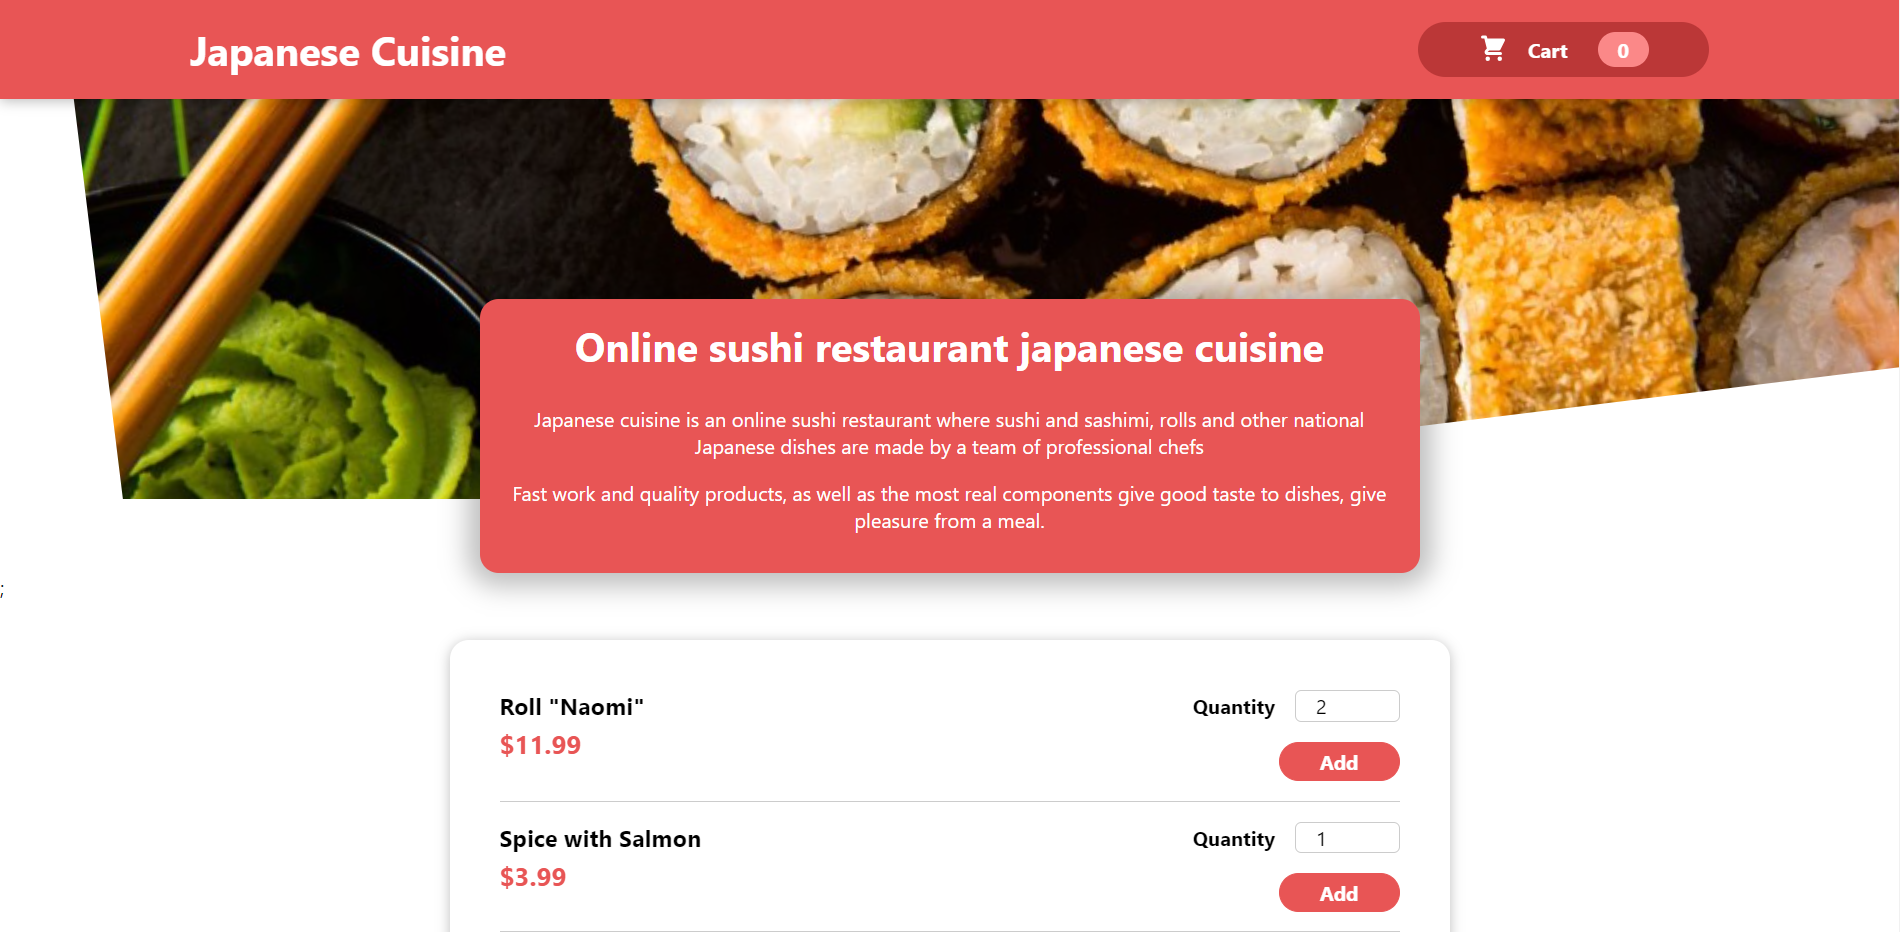 Japanese Cuisine
Cart 0
Online sushi restaurant japanese cuisine
Japanese cuisine is an online sushi restaurant where sushi and sashimi, rolls and other national
Japanese dishes are made by a team of professional chefs
Fast work and quality products, as well as the most real components give good taste to dishes, give
pleasure from a meal.
;
Roll "Naomi"
Quantity 2
$11.99
Add
Spice with Salmon
Quantity 1
$3.99
Add